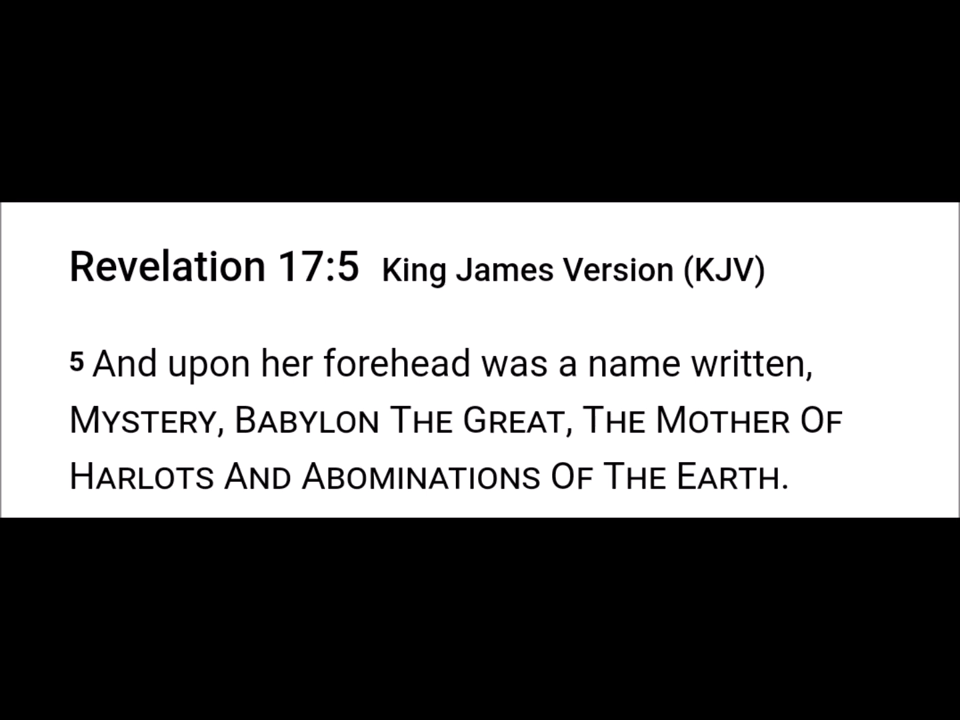 Revelation 17:5 King James Version (KJV)
5 And upon her forehead was a name written,
MYSTERY, BABYLON THE GREAT, THE MOTHER OF
HARLOTS AND ABOMINATIONS OF THE EARTH.